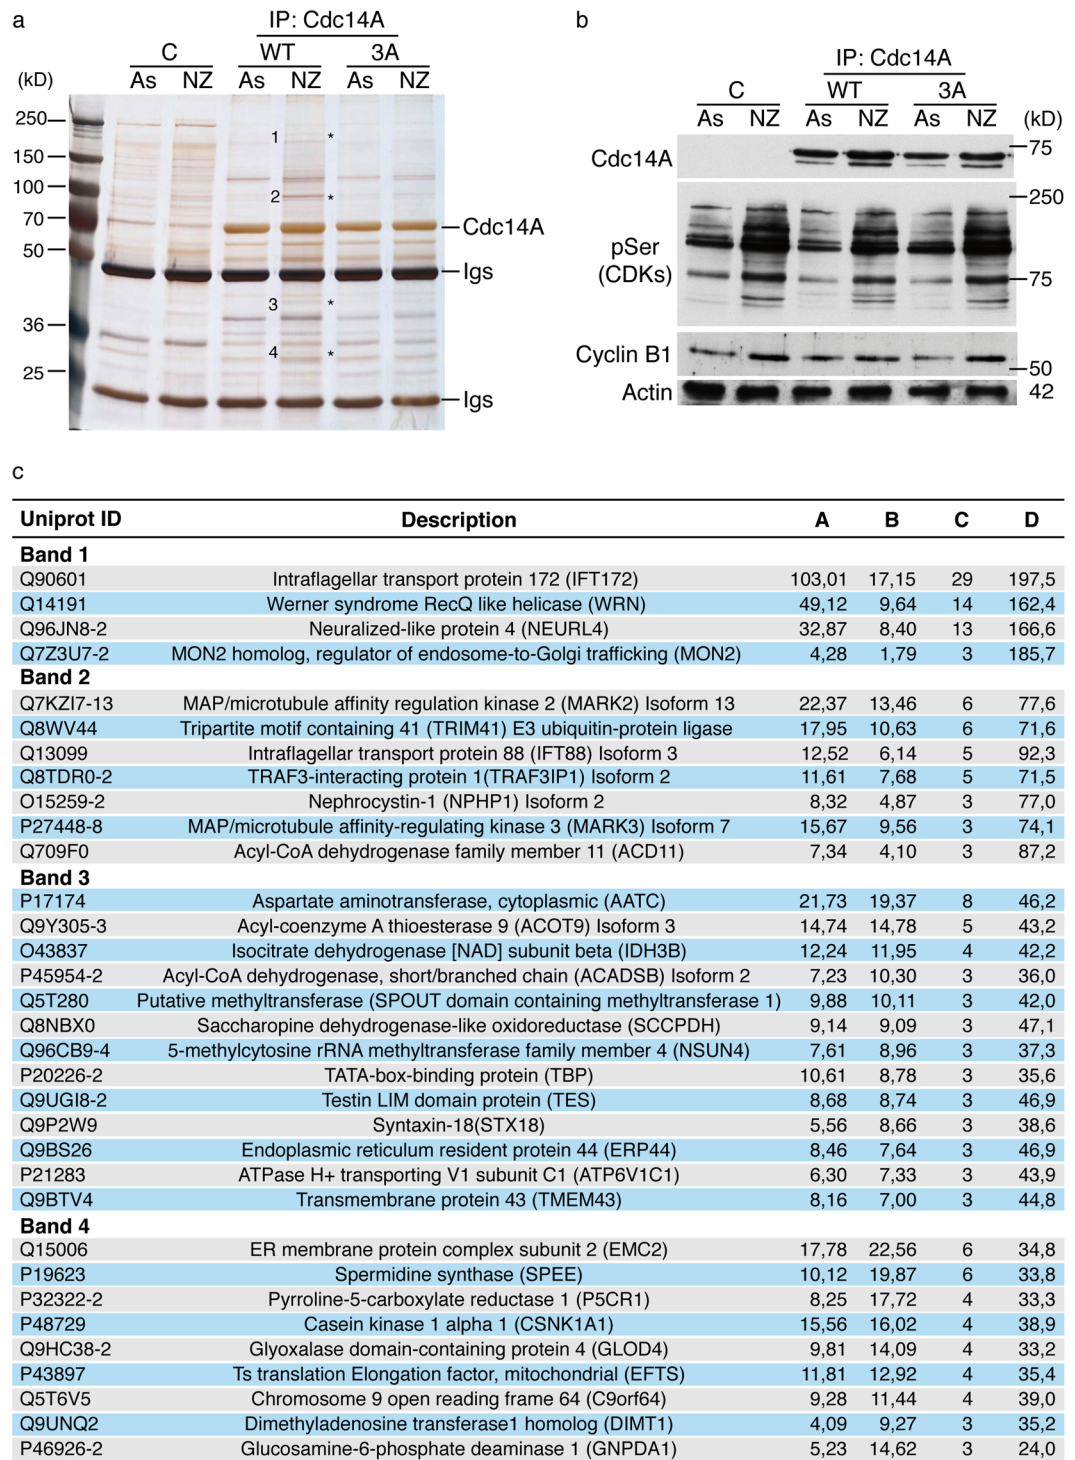 a
IP: Cdc14A
C WT 3A
(kD) As NZ As NZ As NZ
250
150
100
70
50
36
25
1 *
2 *
3 *
4 *
Cdc14A
Igs
Igs
b
IP: Cdc14A
C WT 3A
As NZ As NZ As NZ (kD)
Cdc14A 75
250
pSer
(CDKs) 75
Cyclin B1
50
Actin 42
c
Uniprot ID Description A B C D
Band 1
Q90601 Intraflagellar transport protein 172 (IFT172) 103,01 17,15 29 197,5
Q14191 Werner syndrome RecQ like helicase (WRN) 49,12 9,64 14 162,4
Q96JN8-2 Neuralized-like protein 4 (NEURL4) 32,87 8,40 13 166,6
Q7Z3U7-2 MON2 homolog, regulator of endosome-to-Golgi trafficking (MON2) 4,28 1,79 3 185,7
Band 2
Q7KZI7-13 MAP/microtubule affinity regulation kinase 2 (MARK2) Isoform 13 22,37 13,46 6 77,6
Q8WV44 Tripartite motif containing 41 (TRIM41) E3 ubiquitin-protein ligase 17,95 10,63 6 71,6
Q13099 Intraflagellar transport protein 88 (IFT88) Isoform 3 12,52 6,14 5 92,3
Q8TDR0-2 TRAF3-interacting protein 1(TRAF3IP1) Isoform 2 11,61 7,68 5 71,5
O15259-2 Nephrocystin-1 (NPHP1) Isoform 2 8,32 4,87 3 77,0
P27448-8 MAP/microtubule affinity-regulating kinase 3 (MARK3) Isoform 7 15,67 9,56 3 74,1
Q709F0 Acyl-CoA dehydrogenase family member 11 (ACD11) 7,34 4,10 3 87,2
Band 3
P17174 Aspartate aminotransferase, cytoplasmic (AATC) 21,73 19,37 8 46,2
Q9Y305-3 Acyl-coenzyme A thioesterase 9 (ACOT9) Isoform 3 14,74 14,78 5 43,2
O43837 Isocitrate dehydrogenase [NAD] subunit beta (IDH3B) 12,24 11,95 4 42,2
P45954-2 Acyl-CoA dehydrogenase, short/branched chain (ACADSB) Isoform 2 7,23 10,30 3 36,0
Q5T280 Putative methyltransferase (SPOUT domain containing methyltransferase 1) 9,88 10,11 3 42,0
Q8NBX0 Saccharopine dehydrogenase-like oxidoreductase (SCCPDH) 9,14 9,09 3 47,1
Q96CB9-4 5-methylcytosine rRNA methyltransferase family member 4 (NSUN4) 7,61 8,96 3 37,3
P20226-2 TATA-box-binding protein (TBP) 10,61 8,78 3 35,6
Q9UGI8-2 Testin LIM domain protein (TES) 8,68 8,74 3 46,9
Q9P2W9 Syntaxin-18(STX18) 5,56 8,66 3 38,6
Q9BS26 Endoplasmic reticulum resident protein 44 (ERP44) 8,46 7,64 3 46,9
P21283 ATPase H+ transporting V1 subunit C1 (ATP6V1C1) 6,30 7,33 3 43,9
Q9BTV4 Transmembrane protein 43 (TMEM43) 8,16 7,00 3 44,8
Band 4
Q15006 ER membrane protein complex subunit 2 (EMC2) 17,78 22,56 6 34,8
P19623 Spermidine synthase (SPEE) 10,12 19,87 6 33,8
P32322-2 Pyrroline-5-carboxylate reductase 1 (P5CR1) 8,25 17,72 4 33,3
P48729 Casein kinase 1 alpha 1 (CSNK1A1) 15,56 16,02 4 38,9
Q9HC38-2 Glyoxalase domain-containing protein 4 (GLOD4) 9,81 14,09 4 33,2
P43897 Ts translation Elongation factor, mitochondrial (EFTS) 11,81 12,92 4 35,4
Q5T6V5 Chromosome 9 open reading frame 64 (C9orf64) 9,28 11,44 4 39,0
Q9UNQ2 Dimethyladenosine transferase1 homolog (DIMT1) 4,09 9,27 3 35,2
P46926-2 Glucosamine-6-phosphate deaminase 1 (GNPDA1) 5,23 14,62 3 24,0